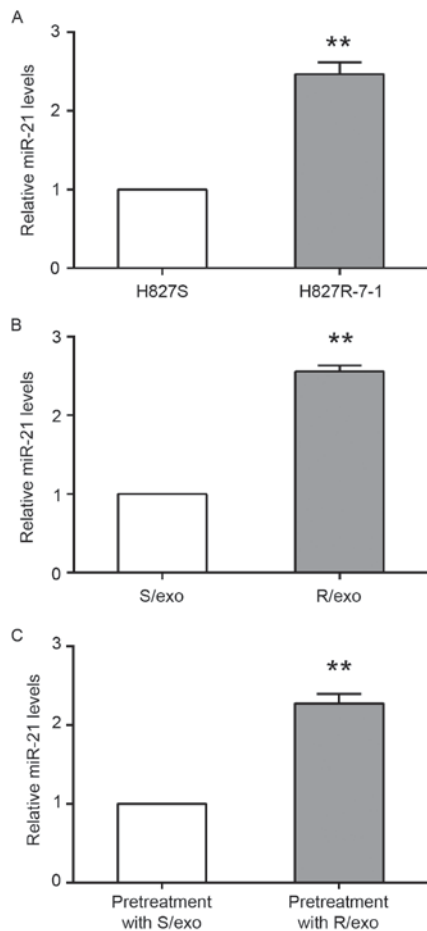 A
Relative miR-21 levels
3
2
1
0
**
H827S
H827R-7-1
B
Relative miR-21 levels
3
2
1
0
**
S/exo
R/exo
C
Relative miR-21 levels
3
2
1
0
**
Pretreatment
with S/exo
Pretreatment
with R/exo